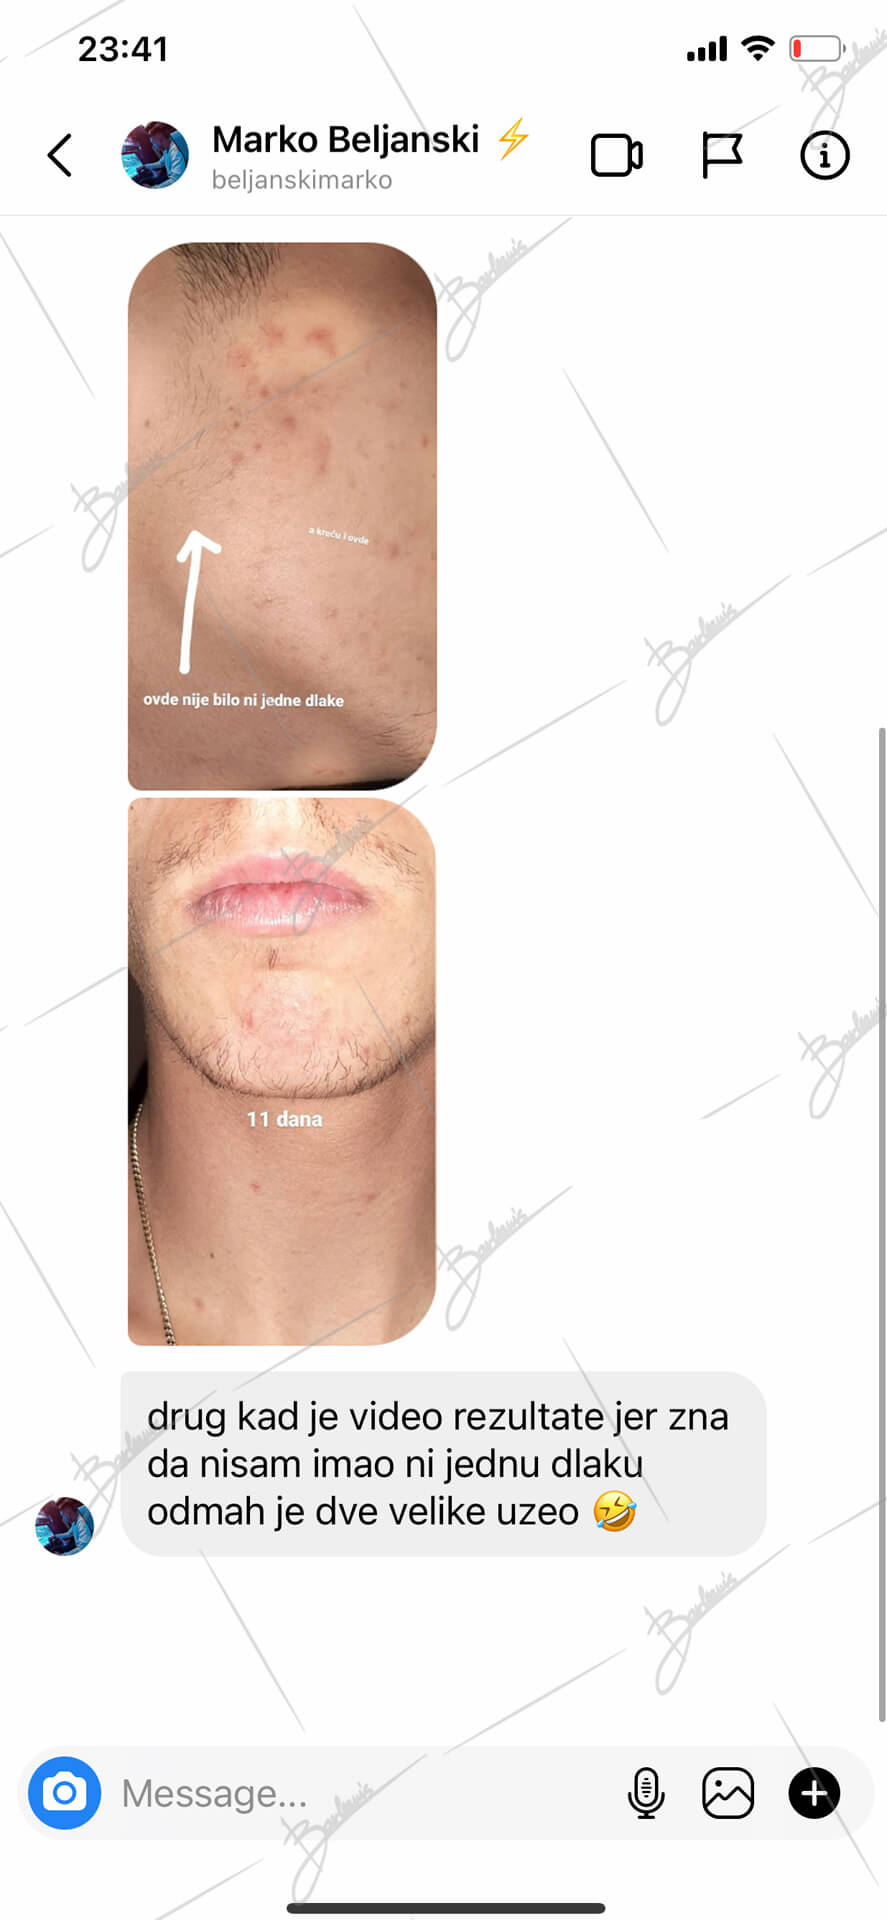 23:41
Marko Beljanski ⚡
beljanskimarko
a kreću i ovde
ovde nije bilo ni jedne dlake
11 dana
drug kad je video rezultate jer zna
da nisam imao ni jednu dlaku
odmah je dve velike uzeo 🤣
Message...